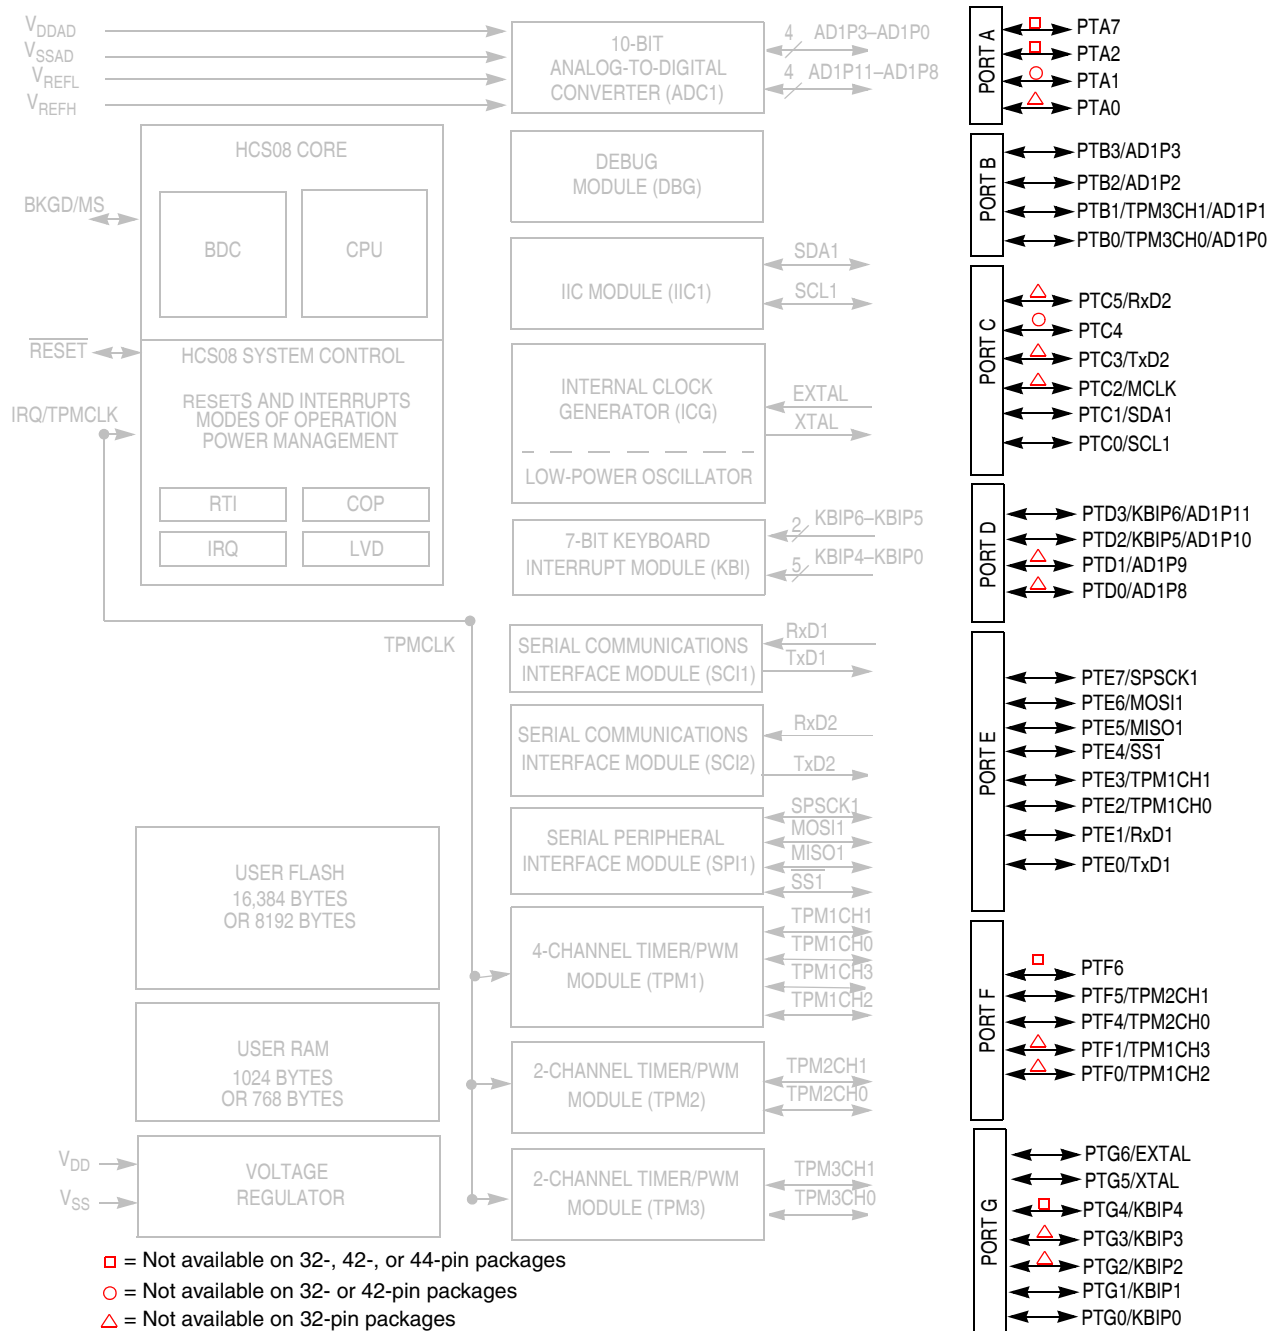 VDDAD
VSSAD
VREFL
VREFH
10-BIT
ANALOG-TO-DIGITAL
CONVERTER (ADC1)
4 AD1P3–AD1P0
4 AD1P11–AD1P8
HCS08 CORE
BDC
CPU
BKGD/MS
RESET
HCS08 SYSTEM CONTROL
RESETS AND INTERRUPTS
MODES OF OPERATION
POWER MANAGEMENT
IRQ/TPMCLK
RTI
COP
IRQ
LVD
TPMCLK
DEBUG
MODULE (DBG)
IIC MODULE (IIC1)
SDA1
SCL1
INTERNAL CLOCK
GENERATOR (ICG)
LOW-POWER OSCILLATOR
EXTAL
XTAL
7-BIT KEYBOARD
INTERRUPT MODULE (KBI)
2 KBIP6–KBIP5
5 KBIP4–KBIP0
SERIAL COMMUNICATIONS
INTERFACE MODULE (SCI1)
RxD1
TxD1
SERIAL COMMUNICATIONS
INTERFACE MODULE (SCI2)
RxD2
TxD2
SERIAL PERIPHERAL
INTERFACE MODULE (SPI1)
SPSCK1
MOSI1
MISO1
SS1
4-CHANNEL TIMER/PWM
MODULE (TPM1)
TPM1CH1
TPM1CH0
TPM1CH3
TPM1CH2
2-CHANNEL TIMER/PWM
MODULE (TPM2)
TPM2CH1
TPM2CH0
2-CHANNEL TIMER/PWM
MODULE (TPM3)
TPM3CH1
TPM3CH0
USER FLASH
16,384 BYTES
OR 8192 BYTES
USER RAM
1024 BYTES
OR 768 BYTES
VDD
VSS
VOLTAGE
REGULATOR
PORT A
PTA7
PTA2
PTA1
PTA0
PORT B
PTB3/AD1P3
PTB2/AD1P2
PTB1/TPM3CH1/AD1P1
PTB0/TPM3CH0/AD1P0
PORT C
PTC5/RxD2
PTC4
PTC3/TxD2
PTC2/MCLK
PTC1/SDA1
PTC0/SCL1
PORT D
PTD3/KBIP6/AD1P11
PTD2/KBIP5/AD1P10
PTD1/AD1P9
PTD0/AD1P8
PORT E
PTE7/SPSCK1
PTE6/MOSI1
PTE5/MISO1
PTE4/SS1
PTE3/TPM1CH1
PTE2/TPM1CH0
PTE1/RxD1
PTE0/TxD1
PORT F
PTF6
PTF5/TPM2CH1
PTF4/TPM2CH0
PTF1/TPM1CH3
PTF0/TPM1CH2
PORT G
PTG6/EXTAL
PTG5/XTAL
PTG4/KBIP4
PTG3/KBIP3
PTG2/KBIP2
PTG1/KBIP1
PTG0/KBIP0
= Not available on 32-, 42-, or 44-pin packages
= Not available on 32- or 42-pin packages
= Not available on 32-pin packages